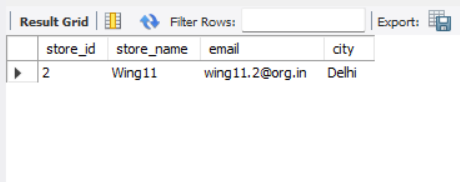 Result Grid Filter Rows: Export:
store_id store_name email city
2 Wing11 wing11.2@org.in Delhi